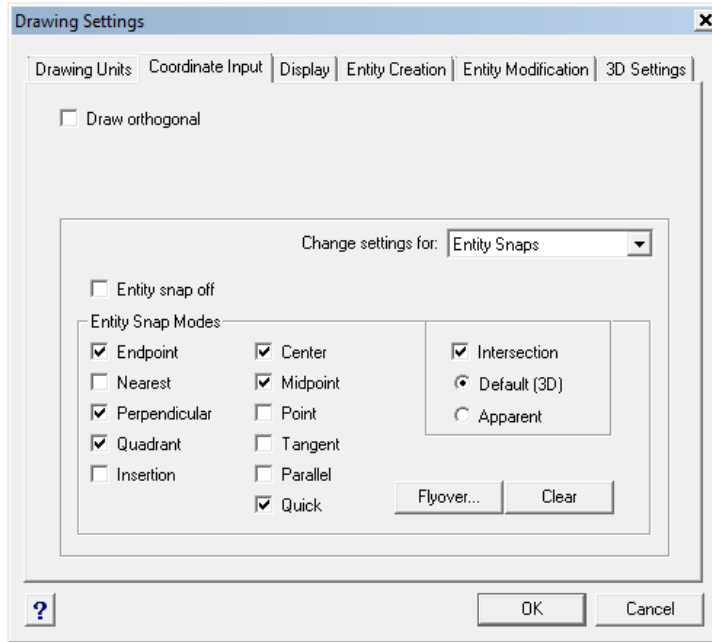 Drawing Settings
Drawing Units Coordinate Input Display Entity Creation Entity Modification 3D Settings
Draw orthogonal
Change settings for: Entity Snaps
Entity snap off
Entity Snap Modes
Endpoint Center Intersection
Nearest Midpoint Default (3D)
Perpendicular Point Apparent
Quadrant Tangent
Insertion Parallel
Quick Flyover... Clear
? OK Cancel